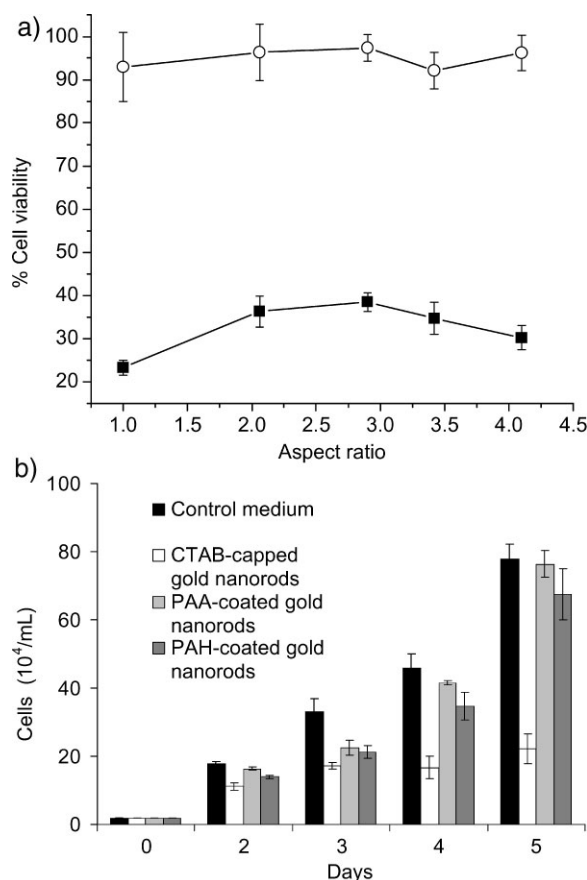 a)
100
90
80
70
60
50
40
30
20
% Cell viability
1.0 1.5 2.0 2.5 3.0 3.5 4.0 4.5
Aspect ratio
b)
100
80
60
40
20
0
Cells (10⁴/mL)
Control medium
CTAB-capped
gold nanorods
PAA-coated gold
nanorods
PAH-coated gold
nanorods
0 2 3 4 5
Days